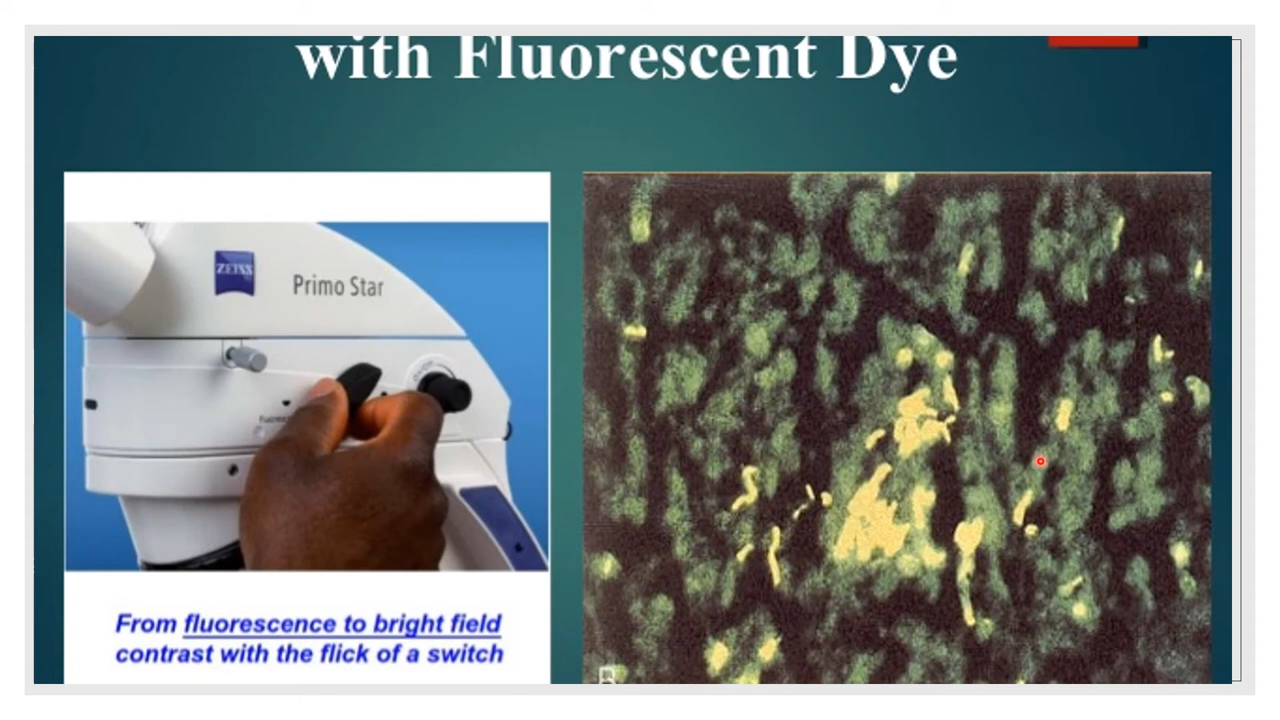 with Fluorescent Dye
ZEISS
Primo Star
From fluorescence to bright field
contrast with the flick of a switch
B